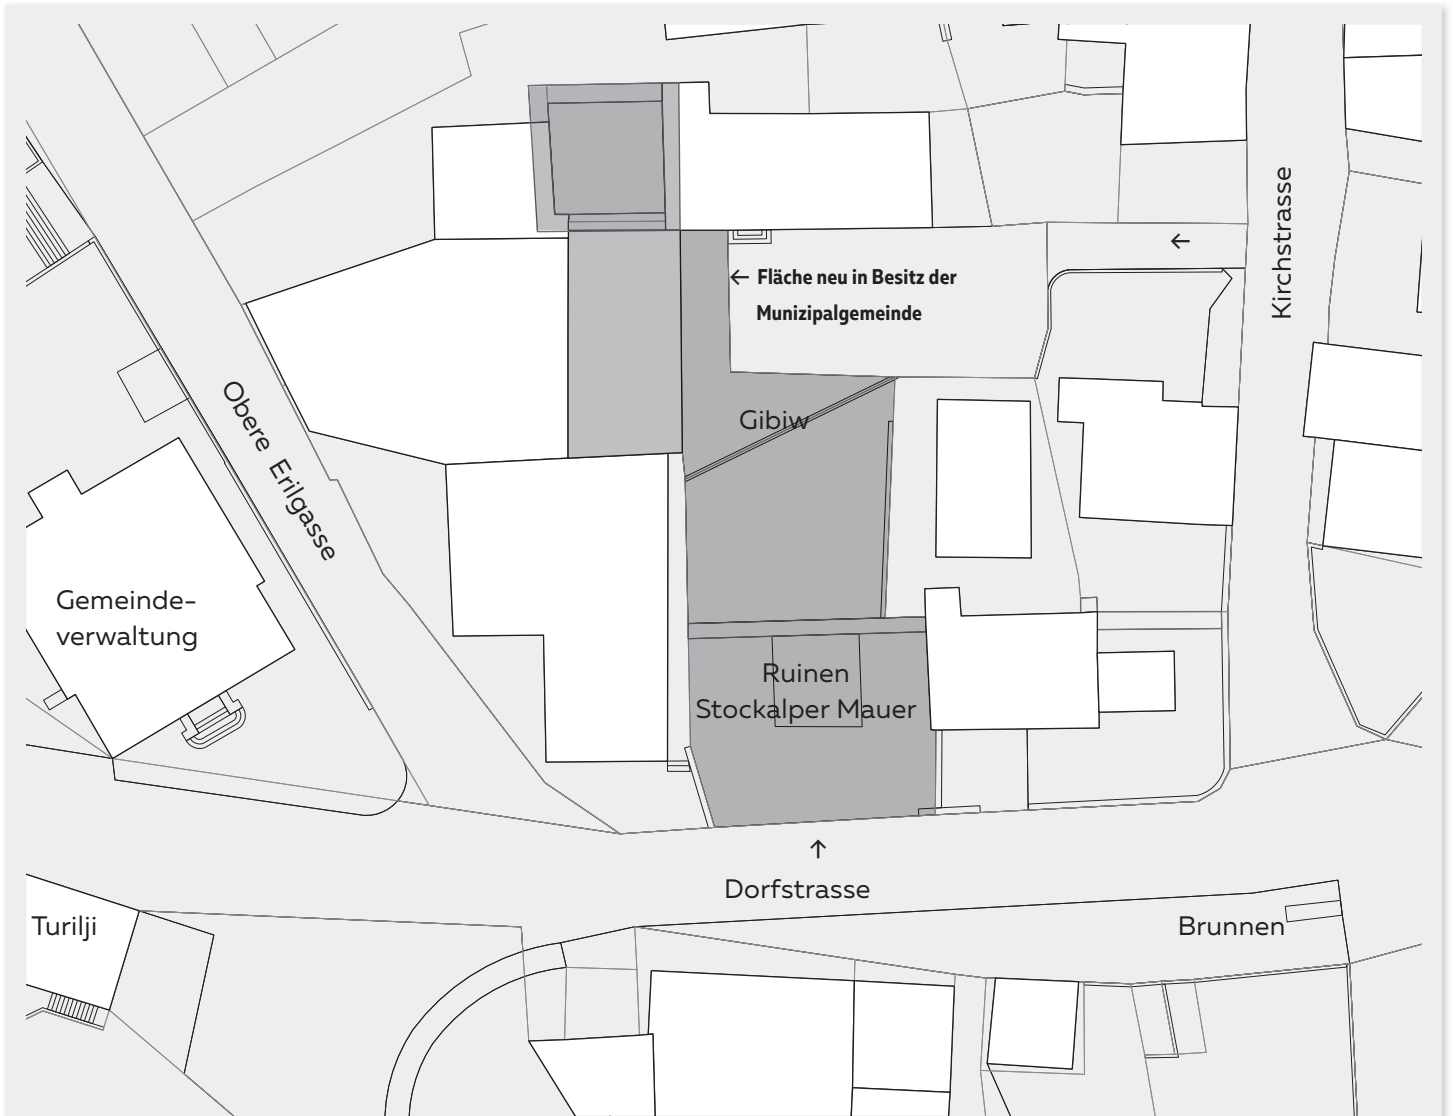 Kirchstrasse
←
← Fläche neu in Besitz der
Munizipalgemeinde
Obere Erilgasse
Gibiw
Gemeinde-
verwaltung
Ruinen
Stockalper Mauer
↑
Dorfstrasse
Turilji
Brunnen